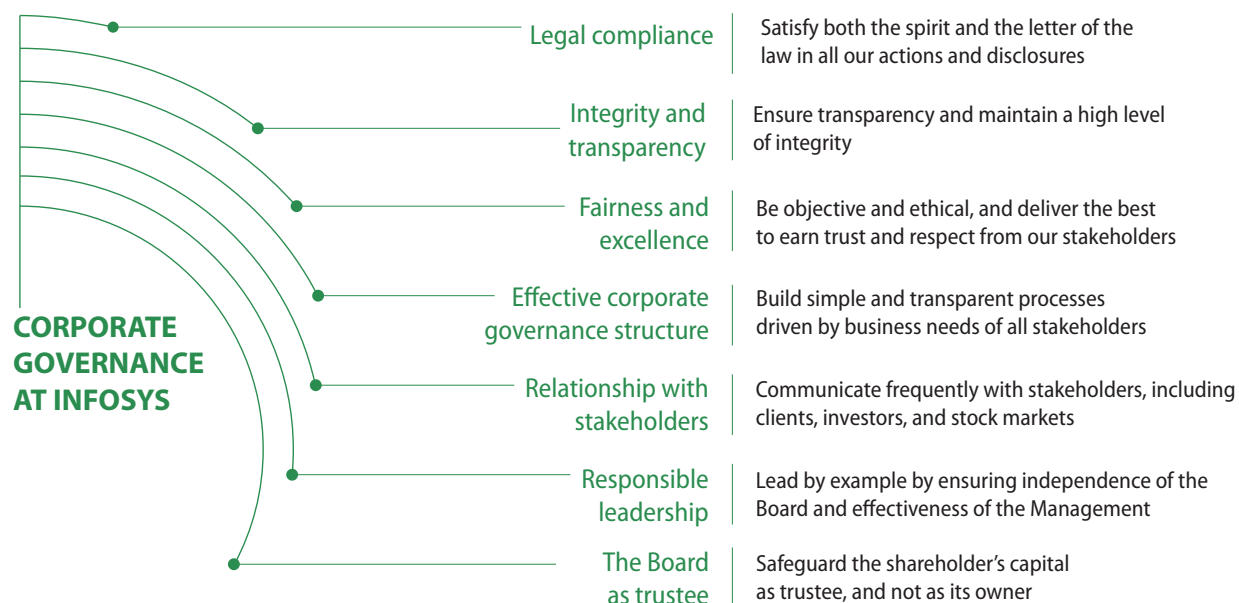 CORPORATE
GOVERNANCE
AT INFOSYS
Legal compliance
Satisfy both the spirit and the letter of the
law in all our actions and disclosures
Integrity and
transparency
Ensure transparency and maintain a high level
of integrity
Fairness and
excellence
Be objective and ethical, and deliver the best
to earn trust and respect from our stakeholders
Effective corporate
governance structure
Build simple and transparent processes
driven by business needs of all stakeholders
Relationship with
stakeholders
Communicate frequently with stakeholders, including
clients, investors, and stock markets
Responsible
leadership
Lead by example by ensuring independence of the
Board and effectiveness of the Management
The Board
as trustee
Safeguard the shareholder’s capital
as trustee, and not as its owner